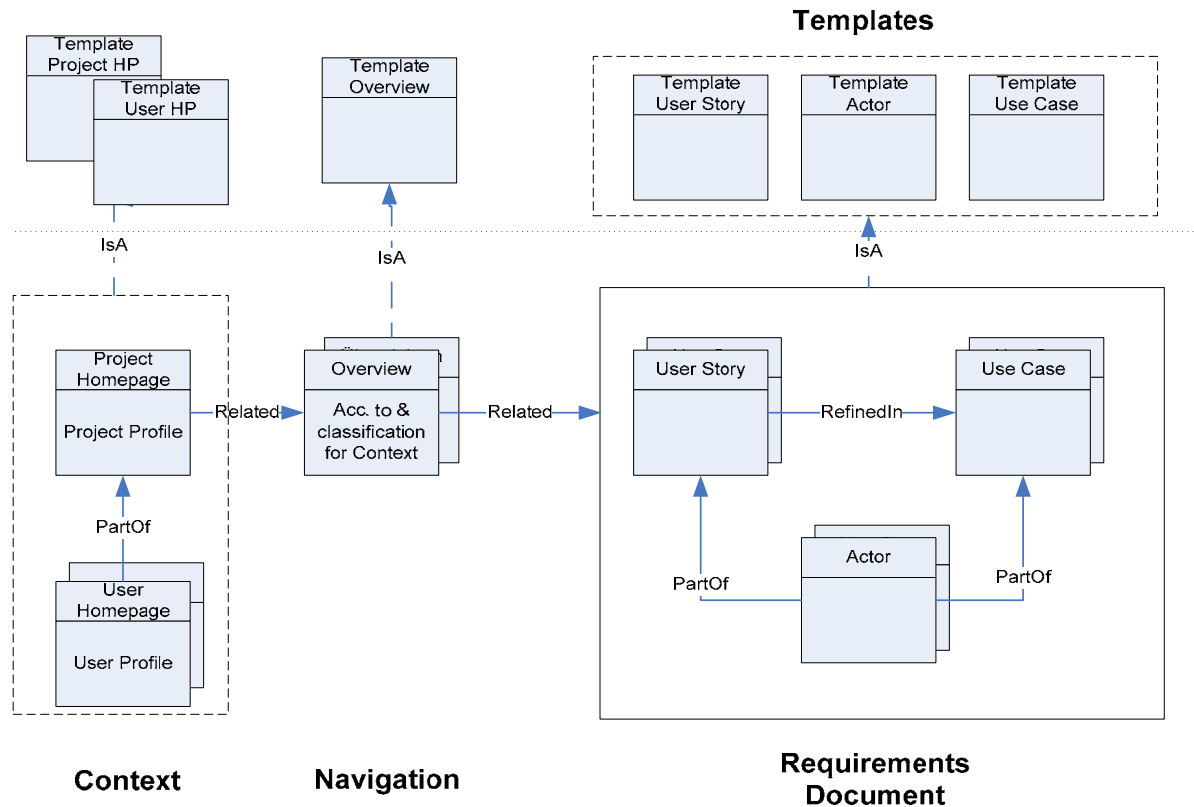 Templates
Template
Project HP
Template
User HP
Template
Overview
Template
User Story
Template
Actor
Template
Use Case
IsA
IsA
IsA
Project
Homepage
Project Profile
Related
Overview
Acc. to &
classification
for Context
Related
User Story
RefinedIn
Use Case
PartOf
User
Homepage
User Profile
Actor
PartOf
PartOf
Context
Navigation
Requirements
Document